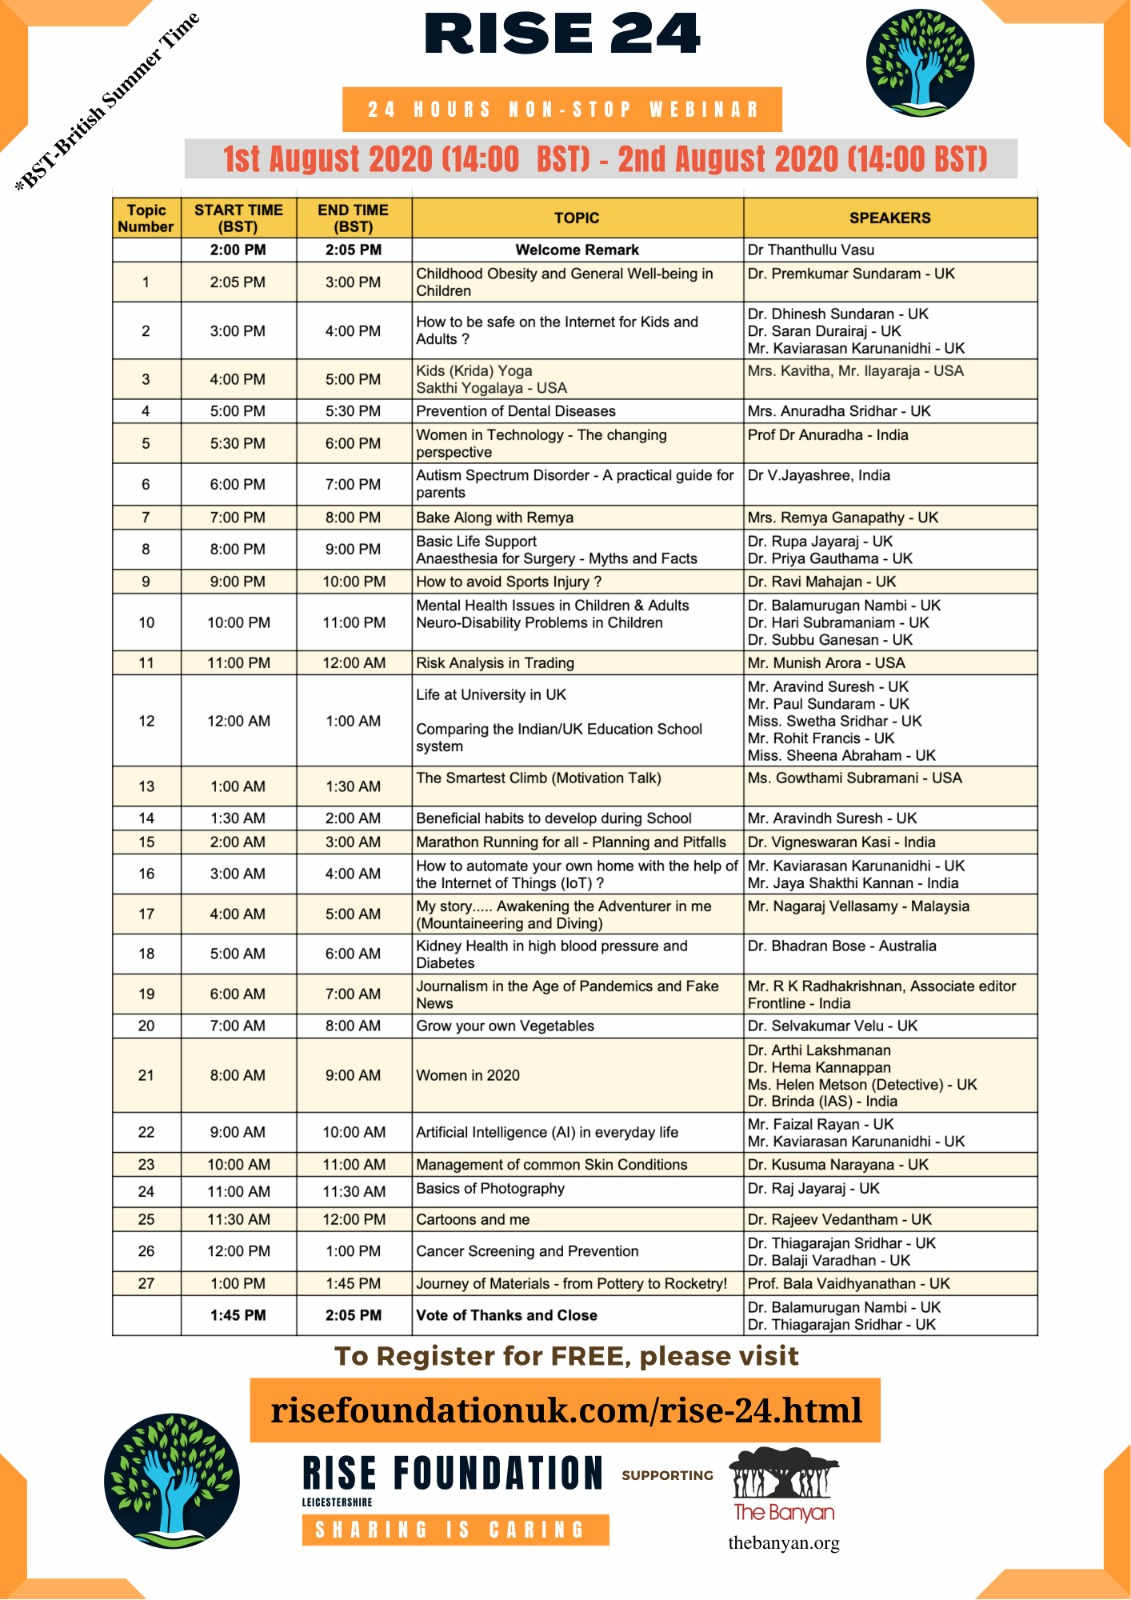 RISE 24
*BST-British Summer Time
24 HOURS NON-STOP WEBINAR
1st August 2020 (14:00 BST) - 2nd August 2020 (14:00 BST)
Topic Number START TIME (BST) END TIME (BST) TOPIC SPEAKERS
2:00 PM 2:05 PM Welcome Remark Dr Thanthullu Vasu
1 2:05 PM 3:00 PM Childhood Obesity and General Well-being in
Children
Dr. Premkumar Sundaram - UK
2 3:00 PM 4:00 PM How to be safe on the Internet for Kids and
Adults ?
Dr. Dhinesh Sundaran - UK
Dr. Saran Durairaj - UK
Mr. Kaviarasan Karunanidhi - UK
3 4:00 PM 5:00 PM Kids (Krida) Yoga
Sakthi Yogalaya - USA
Mrs. Kavitha, Mr. Ilayaraja - USA
4 5:00 PM 5:30 PM Prevention of Dental Diseases Mrs. Anuradha Sridhar - UK
5 5:30 PM 6:00 PM Women in Technology - The changing
perspective
Prof Dr Anuradha - India
6 6:00 PM 7:00 PM Autism Spectrum Disorder - A practical guide for
parents
Dr V.Jayashree, India
7 7:00 PM 8:00 PM Bake Along with Remya Mrs. Remya Ganapathy - UK
8 8:00 PM 9:00 PM Basic Life Support
Anaesthesia for Surgery - Myths and Facts
Dr. Rupa Jayaraj - UK
Dr. Priya Gauthama - UK
9 9:00 PM 10:00 PM How to avoid Sports Injury ? Dr. Ravi Mahajan - UK
10 10:00 PM 11:00 PM Mental Health Issues in Children & Adults
Neuro-Disability Problems in Children
Dr. Balamurugan Nambi - UK
Dr. Hari Subramaniam - UK
Dr. Subbu Ganesan - UK
11 11:00 PM 12:00 AM Risk Analysis in Trading Mr. Munish Arora - USA
12 12:00 AM 1:00 AM Life at University in UK
Comparing the Indian/UK Education School
system
Mr. Aravind Suresh - UK
Mr. Paul Sundaram - UK
Miss. Swetha Sridhar - UK
Mr. Rohit Francis - UK
Miss. Sheena Abraham - UK
13 1:00 AM 1:30 AM The Smartest Climb (Motivation Talk) Ms. Gowthami Subramani - USA
14 1:30 AM 2:00 AM Beneficial habits to develop during School Mr. Aravindh Suresh - UK
15 2:00 AM 3:00 AM Marathon Running for all - Planning and Pitfalls Dr. Vigneswaran Kasi - India
16 3:00 AM 4:00 AM How to automate your own home with the help of
the Internet of Things (IoT) ?
Mr. Kaviarasan Karunanidhi - UK
Mr. Jaya Shakthi Kannan - India
17 4:00 AM 5:00 AM My story..... Awakening the Adventurer in me
(Mountaineering and Diving)
Mr. Nagaraj Vellasamy - Malaysia
18 5:00 AM 6:00 AM Kidney Health in high blood pressure and
Diabetes
Dr. Bhadran Bose - Australia
19 6:00 AM 7:00 AM Journalism in the Age of Pandemics and Fake
News
Mr. R K Radhakrishnan, Associate editor
Frontline - India
20 7:00 AM 8:00 AM Grow your own Vegetables Dr. Selvakumar Velu - UK
21 8:00 AM 9:00 AM Women in 2020
Dr. Arthi Lakshmanan
Dr. Hema Kannappan
Ms. Helen Metson (Detective) - UK
Dr. Brinda (IAS) - India
22 9:00 AM 10:00 AM Artificial Intelligence (AI) in everyday life
Mr. Faizal Rayan - UK
Mr. Kaviarasan Karunanidhi - UK
23 10:00 AM 11:00 AM Management of common Skin Conditions Dr. Kusuma Narayana - UK
24 11:00 AM 11:30 AM Basics of Photography Dr. Raj Jayaraj - UK
25 11:30 AM 12:00 PM Cartoons and me Dr. Rajeev Vedantham - UK
26 12:00 PM 1:00 PM Cancer Screening and Prevention
Dr. Thiagarajan Sridhar - UK
Dr. Balaji Varadhan - UK
27 1:00 PM 1:45 PM Journey of Materials - from Pottery to Rocketry! Prof. Bala Vaidhyanathan - UK
1:45 PM 2:05 PM Vote of Thanks and Close
Dr. Balamurugan Nambi - UK
Dr. Thiagarajan Sridhar - UK
To Register for FREE, please visit
risefoundationuk.com/rise-24.html
RISE FOUNDATION
LEICESTERSHIRE
SHARING IS CARING
SUPPORTING
The Banyan
thebanyan.org